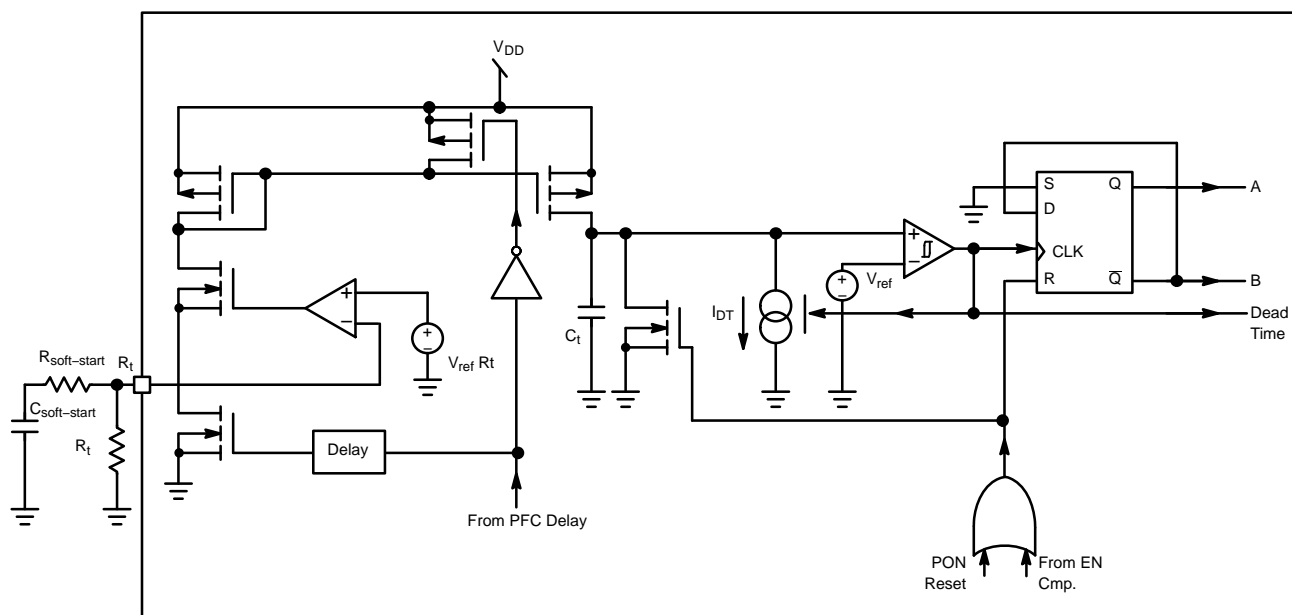 VDD
S
Q
A
D
CLK
+
−
Vref
R
Q
B
+
−
+
−
+
−
IDT
Dead
Time
Ct
Vref Rt
Rsoft−start
Rt
Csoft−start
Rt
Delay
From PFC Delay
PON
Reset
From EN
Cmp.